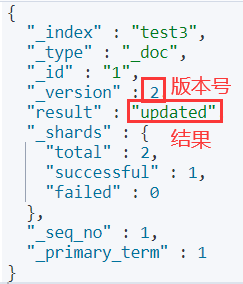 {
"_index" : "test3",
"_type" : "_doc",
"_id" : "1",
"_version" : 2, 版本号
"result" : "updated",
"_shards" : { 结果
"total" : 2,
"successful" : 1,
"failed" : 0
},
"_seq_no" : 1,
"_primary_term" : 1
}